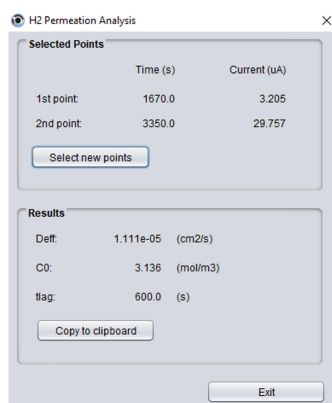 H2 Permeation Analysis
Selected Points
Time (s) Current (uA)
1st point: 1670.0 3.205
2nd point: 3350.0 29.757
Select new points
Results
Deff: 1.111e-05 (cm2/s)
C0: 3.136 (mol/m3)
tlag: 600.0 (s)
Copy to clipboard
Exit